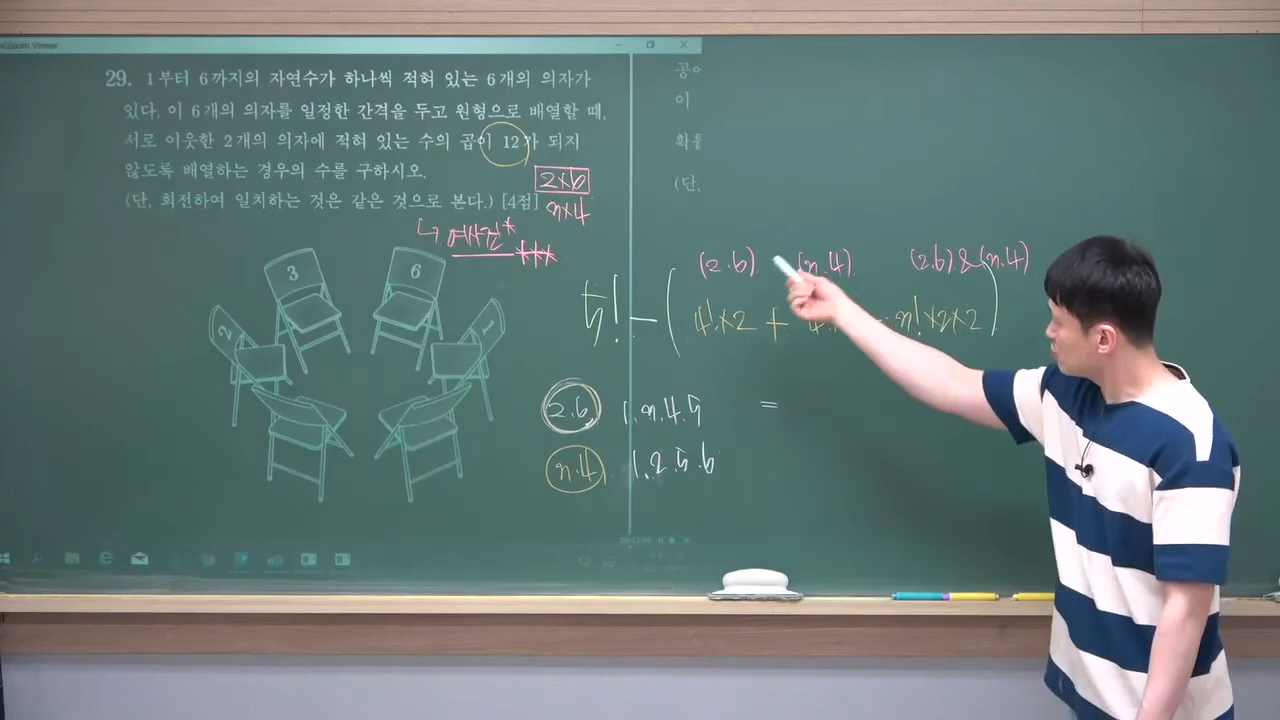 Zoom Viewer
29. 1부터 6까지의 자연수가 하나씩 적혀 있는 6개의 의자가
있다. 이 6개의 의자를 일정한 간격을 두고 원형으로 배열할 때,
서로 이웃한 2개의 의자에 적혀 있는 수의 곱이 12가 되지
않도록 배열하는 경우의 수를 구하시오.
(단, 회전하여 일치하는 것은 같은 것으로 본다.) [4점]
2×6
3×4
↳ 여사건*
***
공
이
확률
(단,
3
6
2
1
(2.6) (3.4) (2.6)&(3.4)
5! - ( 4!×2 + 4! - 3!×2×2 )
2.6 1.3.4.5 =
3.4 1.2.5.6